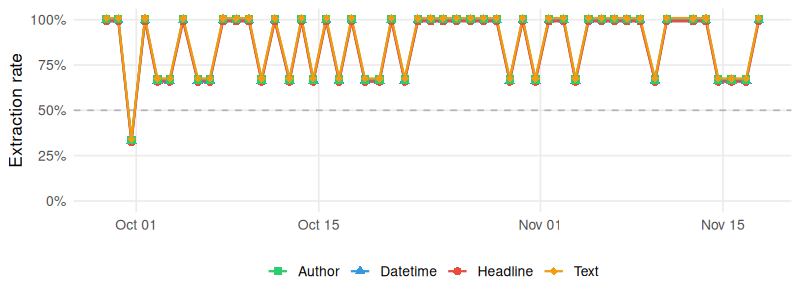 Extraction rate
100%
75%
50%
25%
0%
Oct 01 Oct 15 Nov 01 Nov 15
Author Datetime Headline Text